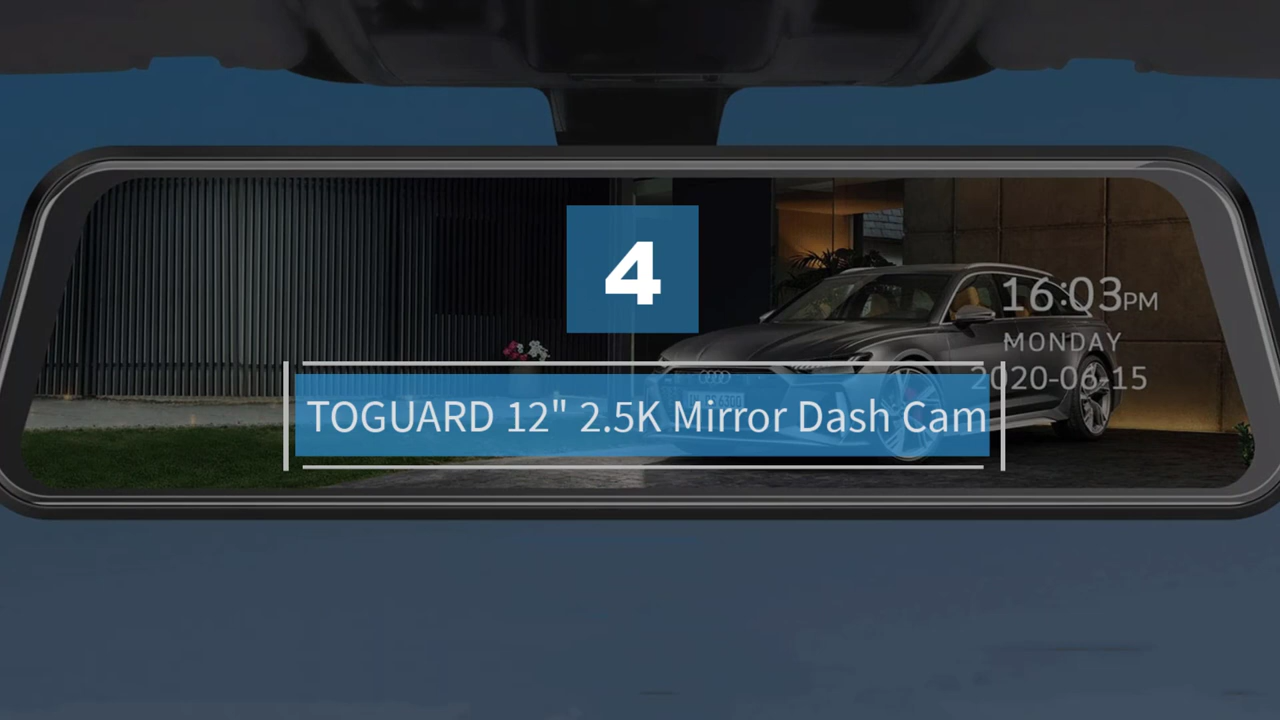 4
16:03PM
MONDAY
2020-06-15
TOGUARD 12" 2.5K Mirror Dash Cam